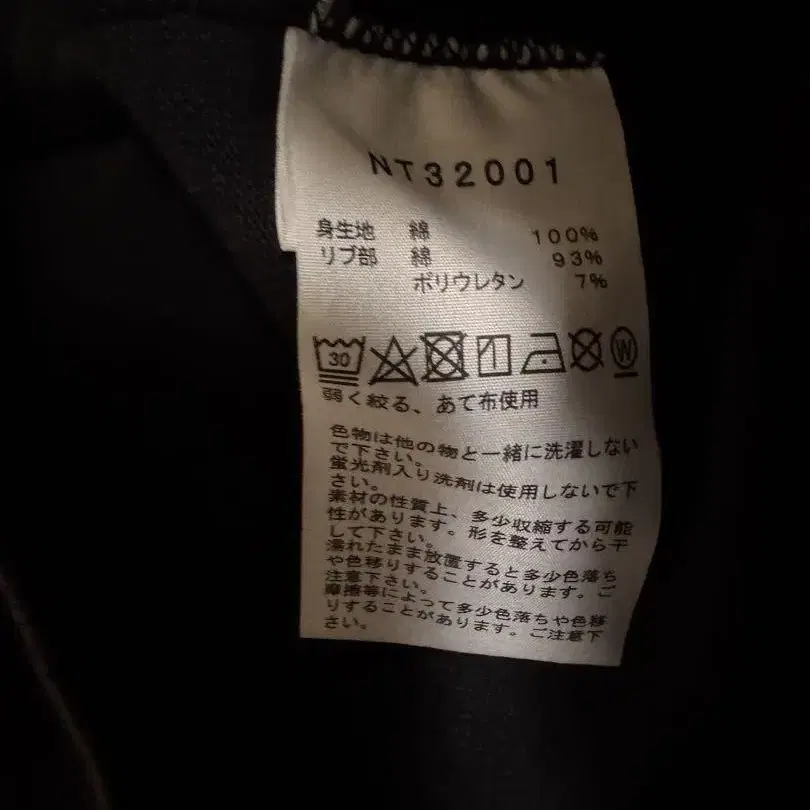 NT32001
身生地 綿 100%
リブ部 綿 93%
ポリウレタン 7%
30 W
弱く絞る、あて布使用
色物は他の物と一緒に洗濯しない
で下さい。
蛍光剤入り洗剤は使用しないで下
さい。
素材の性質上、多少収縮する可能
性があります。形を整えてから干
して下さい。
濡れたまま放置すると多少色落ち
や色移りすることがあります。ご
注意下さい。
摩擦等によって多少色落ちや色移
りすることがあります。ご注意下
さい。